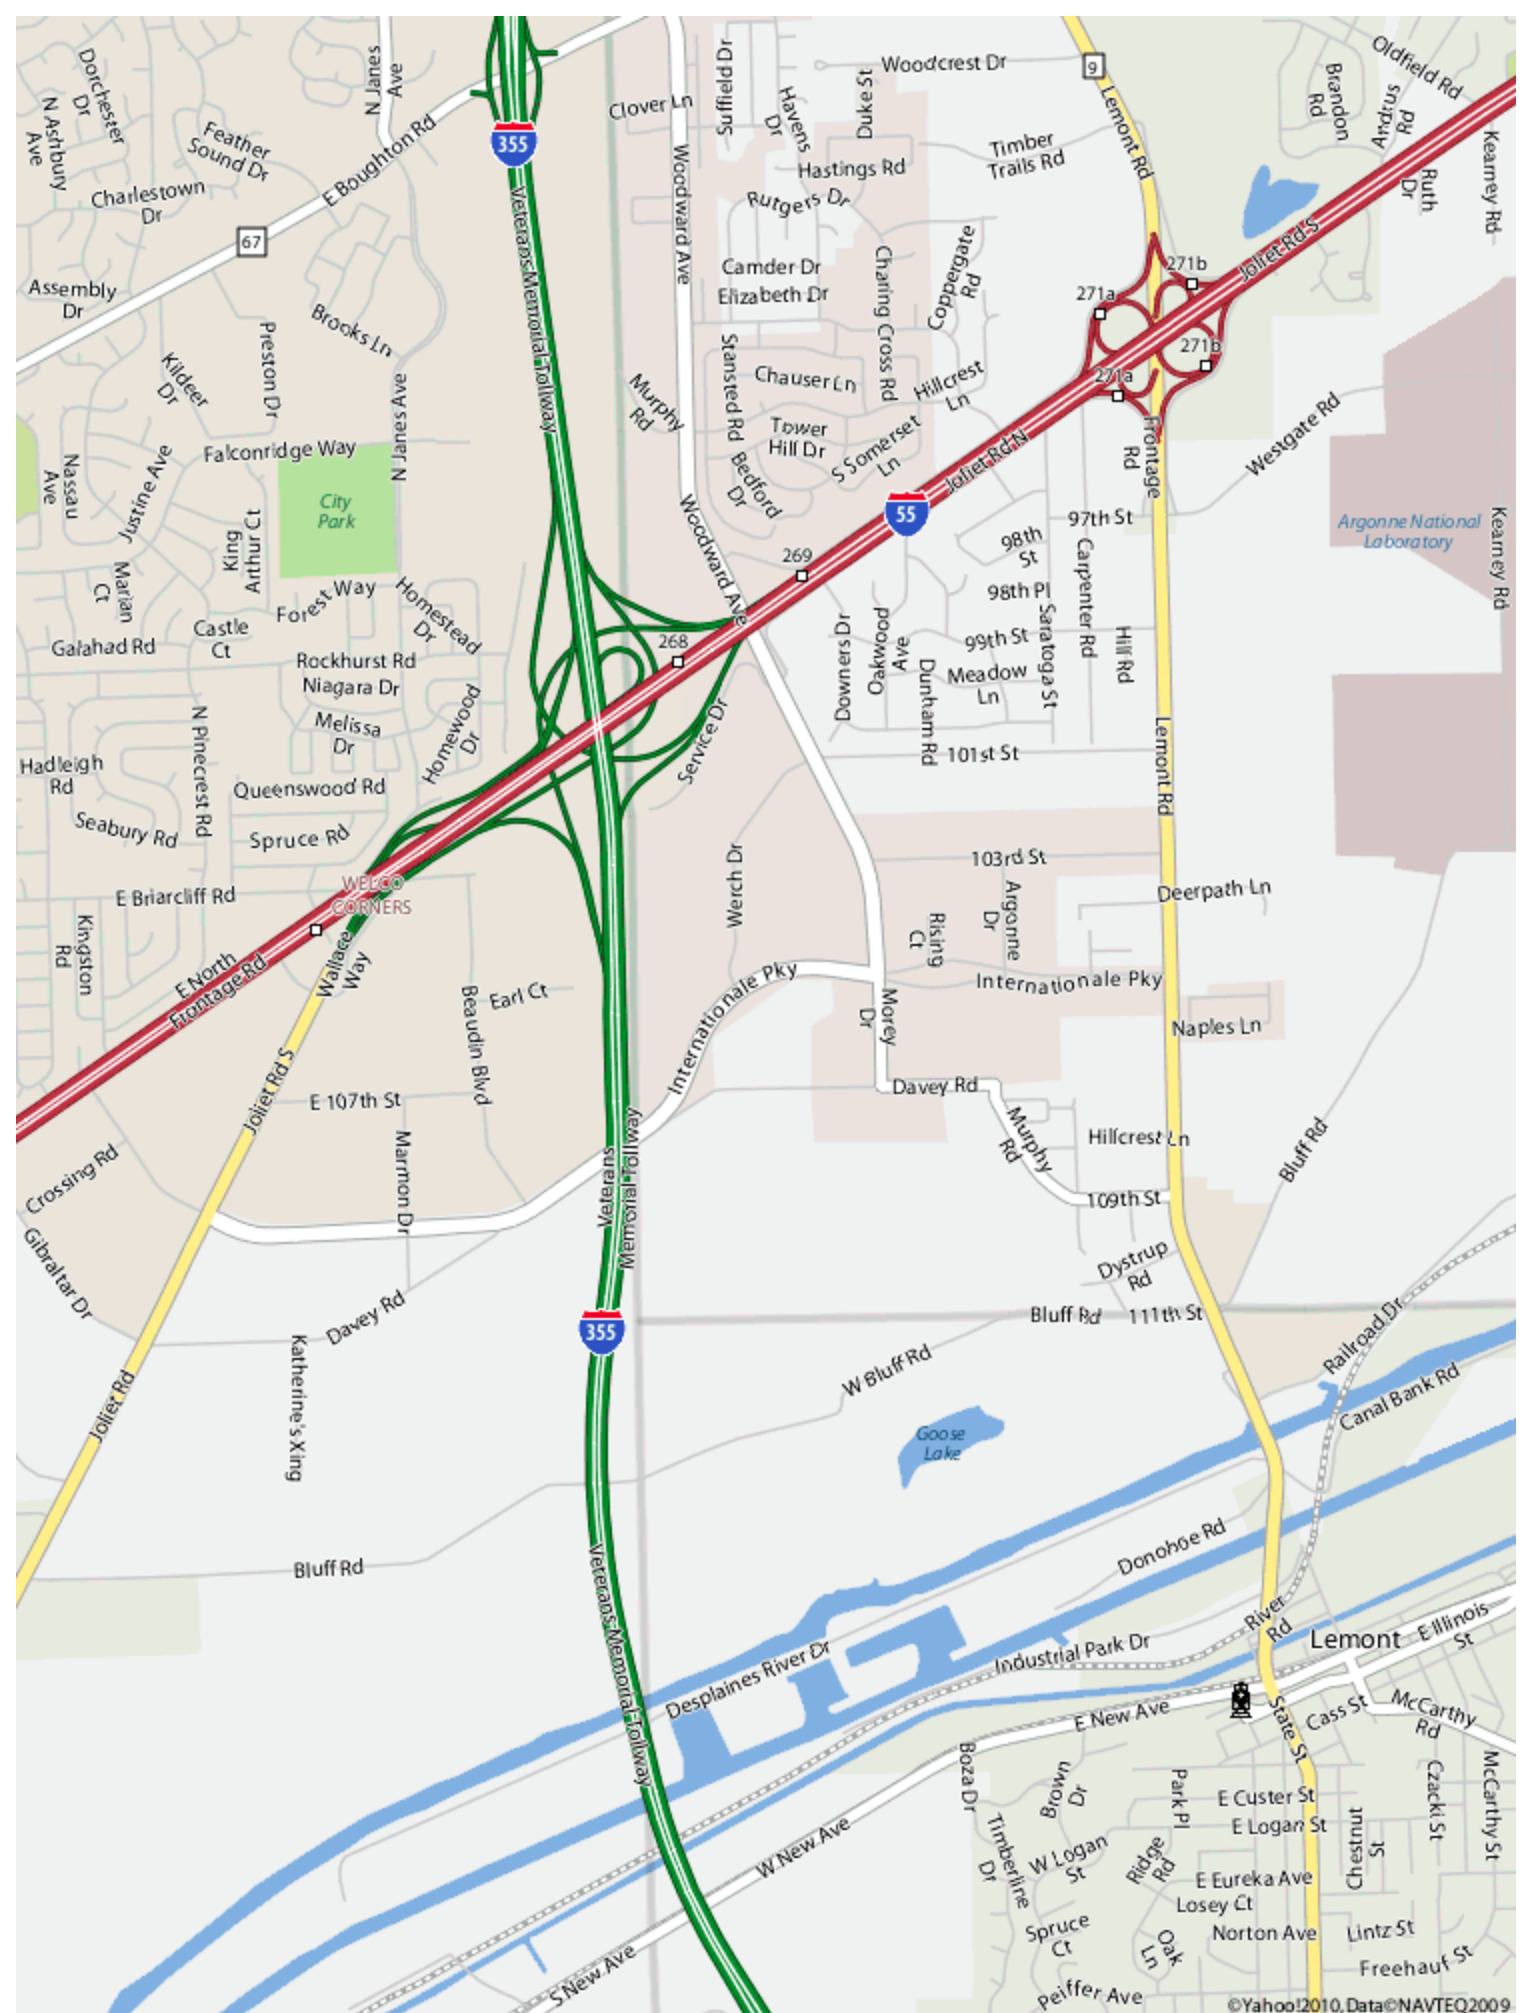 Dorchester
Dr
N Ashbury
Ave
Feather
Sound Dr
Charlestown
Dr
N Janes
Ave
E Boughton Rd
67
Assembly
Dr
355
Veterans Memorial Tollway
Clover Ln
Woodward Ave
Suffield Dr
Havens
Dr
Duke St
Woodcrest Dr
9
Lemont Rd
Timber
Trails Rd
Hastings Rd
Rutgers Dr
Oldfield Rd
Brandon
Rd
Andrus
Rd
Ruth
Dr
Kearney Rd
Joliet Rd S
Camder Dr
Elizabeth Dr
Charing Cross Rd
Coppergate
Rd
271b
271a
271b
271a
Brooks Ln
Preston Dr
Kildeer
Dr
N Janes Ave
Murphy
Rd
Stansted Rd
Chauser Ln
Hillcrest
Ln
Tower
Hill Dr
S Somerset
Ln
Bedford
Dr
Joliet Rd N
Frontage
Rd
Westgate Rd
Falconridge Way
Nassau
Ave
Justine Ave
City
Park
King
Arthur Ct
Woodward Ave
55
97th St
98th
St
Argonne National
Laboratory
Kearney Rd
269
Marian
Ct
Forest Way
Homestead
Dr
98th Pl
Carpenter Rd
Galahad Rd
Castle
Ct
268
Downers Dr
Oakwood
Ave
99th St
Saratoga St
Hill Rd
Rockhurst Rd
Niagara Dr
Meadow
Ln
Dunham Rd
Melissa
Dr
Homewood
Dr
N Pinecrest Rd
Service Dr
101st St
Lemont Rd
Hadleigh
Rd
Queenswood Rd
Seabury Rd
Spruce Rd
Werch Dr
103rd St
WELCO
CORNERS
E Briarcliff Rd
Deerpath Ln
Argonne
Dr
Rising
Ct
Kingston
Rd
E North
Frontage Rd
Wallace
Way
Internationale Pky
Internationale Pky
Earl Ct
Beaudin Blvd
Morey
Dr
Naples Ln
Joliet Rd S
E 107th St
Davey Rd
Murphy
Rd
Hillcrest Ln
Bluff Rd
Marmon Dr
Crossing Rd
Veterans
Memorial Tollway
109th St
Gibraltar Dr
Dystrup
Rd
Davey Rd
355
Bluff Rd
111th St
Railroad Dr
Katherine's Xing
W Bluff Rd
Joliet Rd
Canal Bank Rd
Goose
Lake
Bluff Rd
Veterans Memorial Tollway
Donohoe Rd
River
Rd
Desplaines River Dr
Industrial Park Dr
Lemont
E Illinois
St
E New Ave
State St
Cass St
McCarthy
Rd
Boza Dr
Brown
Dr
Park Pl
E Custer St
Czacki St
McCarthy St
E Logan St
Chestnut
St
W New Ave
Timberline
Dr
W Logan
St
Ridge
Rd
E Eureka Ave
Losey Ct
Spruce
Ct
Oak
Ln
Norton Ave
Lintz St
Freehauf St
S New Ave
Peiffer Ave
©Yahoo!2010, Data©NAVTEQ2009